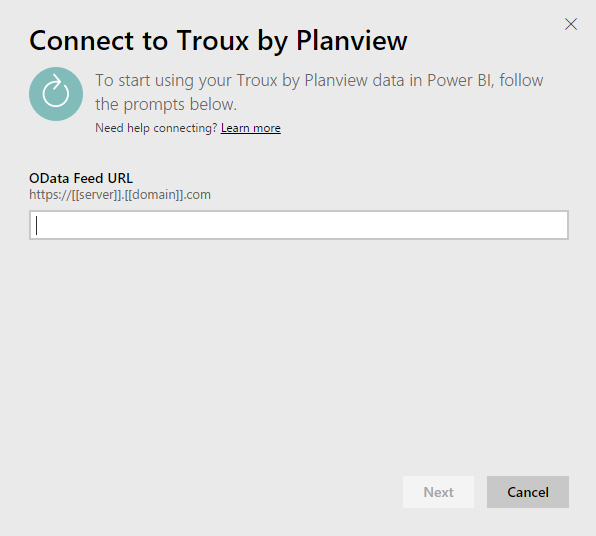 Connect to Troux by Planview
To start using your Troux by Planview data in Power BI, follow
the prompts below.
Need help connecting? Learn more
OData Feed URL
https://[[server]].[[domain]].com
Next
Cancel